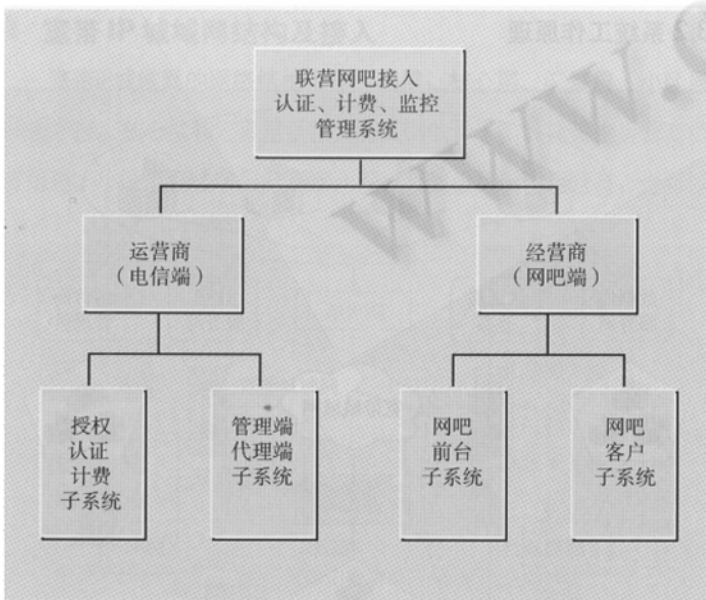 联营网吧接入
认证、计费、监控
管理系统
运营商
（电信端）
经营商
（网吧端）
授权
认证
计费
子系统
管理端
代理端
子系统
网吧
前台
子系统
网吧
客户
子系统
www.